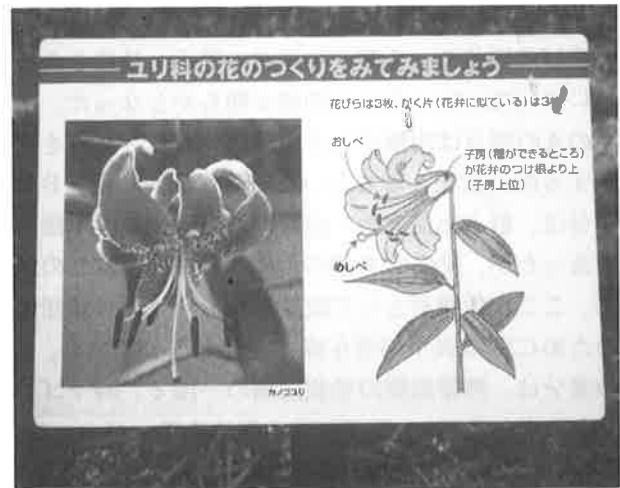 ユリ科の花のつくりをみてみましょう
花びらは3枚、がく片(花弁に似ている)は3
おしべ
子房(種ができるところ)
が花弁のつけ根より上
(子房上位)
めしべ
カノコユリ